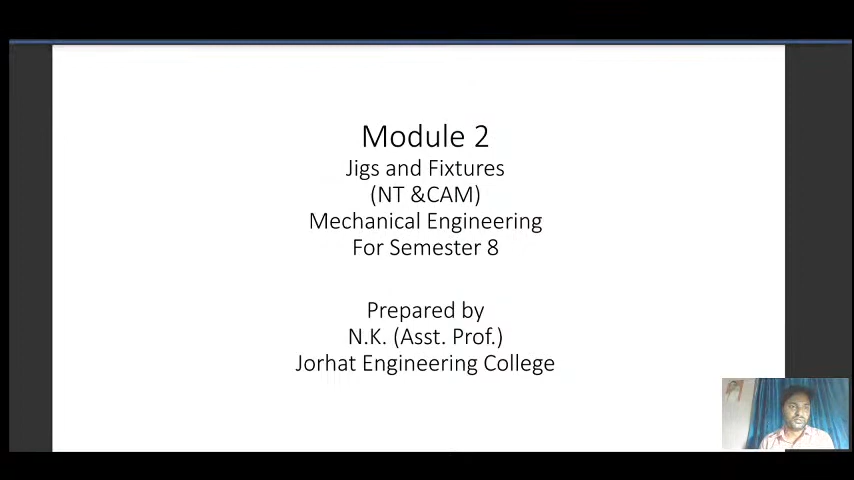 Module 2
Jigs and Fixtures
(NT &CAM)
Mechanical Engineering
For Semester 8
Prepared by
N.K. (Asst. Prof.)
Jorhat Engineering College